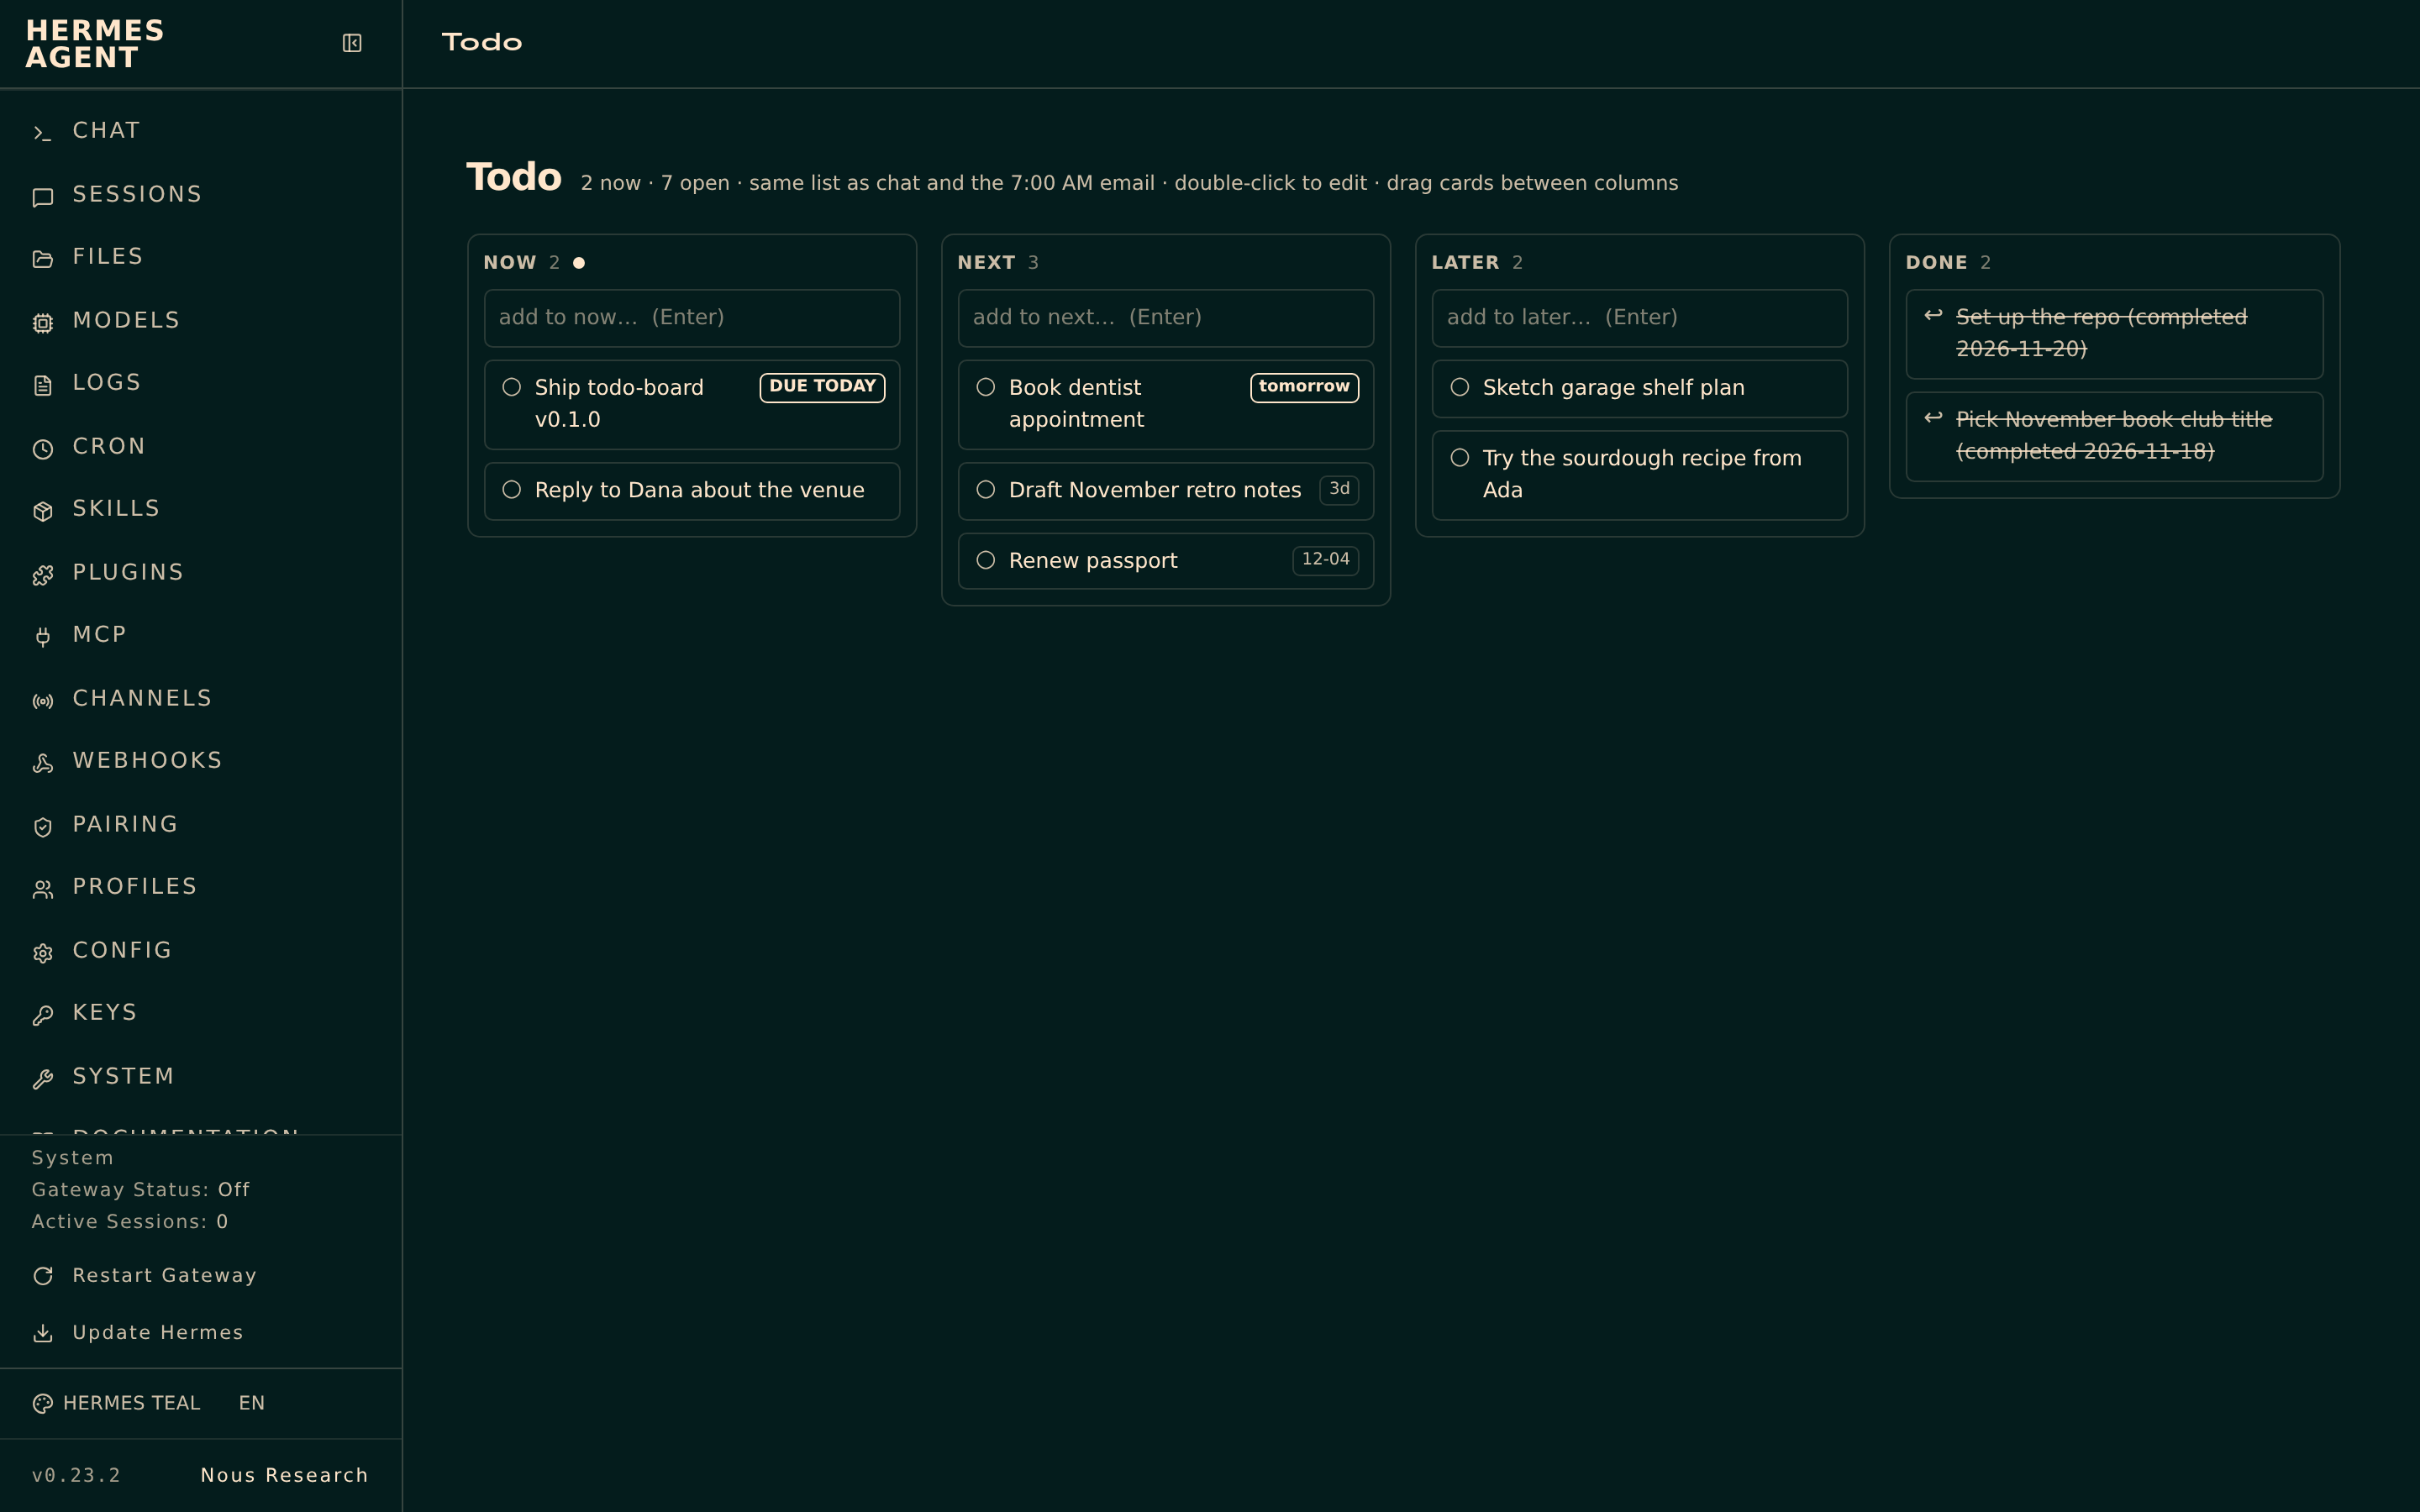 HERMES
AGENT
CHAT
SESSIONS
FILES
MODELS
LOGS
CRON
SKILLS
PLUGINS
MCP
CHANNELS
WEBHOOKS
PAIRING
PROFILES
CONFIG
KEYS
SYSTEM
DOCUMENTATION
System
Gateway Status: Off
Active Sessions: 0
Restart Gateway
Update Hermes
HERMES TEAL EN
v0.23.2 Nous Research
Todo
Todo 2 now · 7 open · same list as chat and the 7:00 AM email · double-click to edit · drag cards between columns
NOW 2
add to now… (Enter)
Ship todo-board DUE TODAY
v0.1.0
Reply to Dana about the venue
NEXT 3
add to next… (Enter)
Book dentist tomorrow
appointment
Draft November retro notes 3d
Renew passport 12-04
LATER 2
add to later… (Enter)
Sketch garage shelf plan
Try the sourdough recipe from
Ada
DONE 2
Set up the repo (completed
2026-11-20)
Pick November book club title
(completed 2026-11-18)